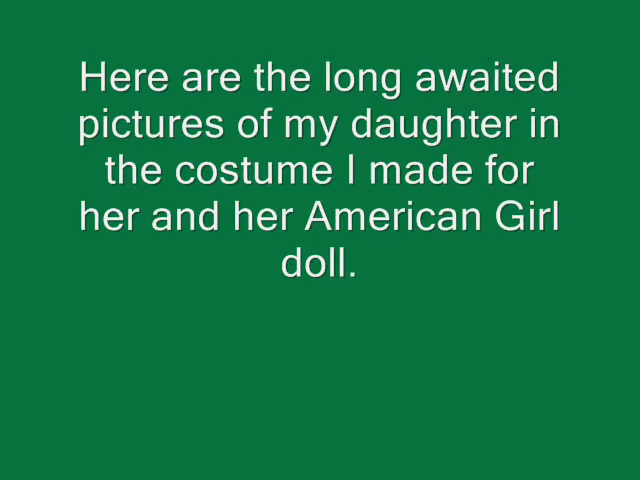 Here are the long awaited
pictures of my daughter in
the costume I made for
her and her American Girl
doll.